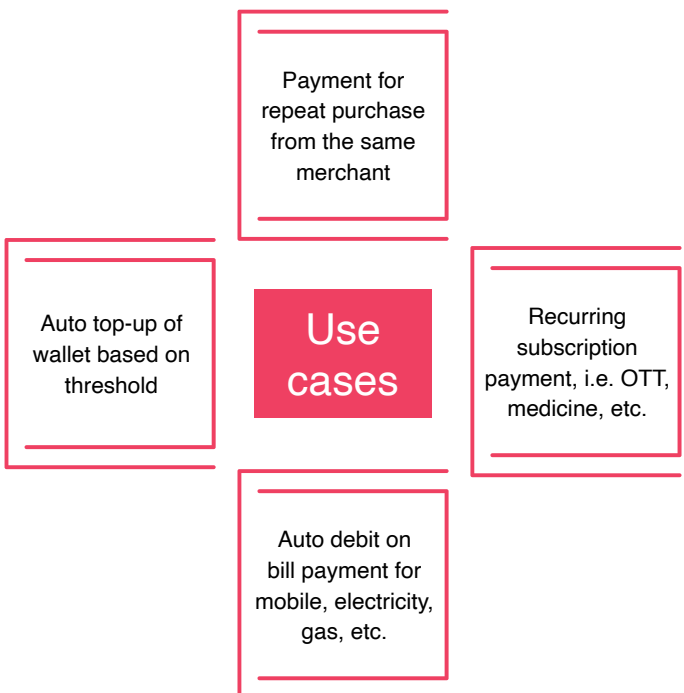 Payment for
repeat purchase
from the same
merchant
Auto top-up of
wallet based on
threshold
Use
cases
Recurring
subscription
payment, i.e. OTT,
medicine, etc.
Auto debit on
bill payment for
mobile, electricity,
gas, etc.